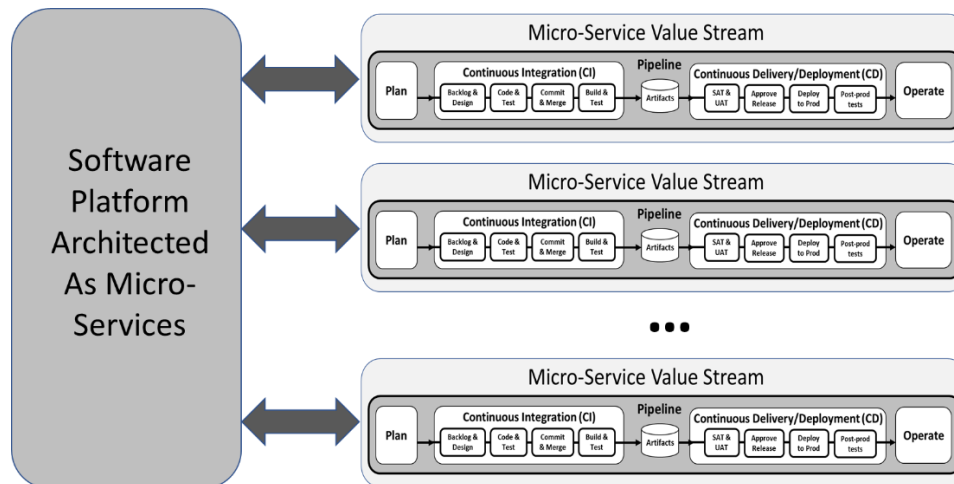 Software
Platform
Architected
As Micro-
Services
Micro-Service Value Stream
Plan
Continuous Integration (CI)
Backlog &
Design
Code &
Test
Commit
& Merge
Build &
Test
Pipeline
Artifacts
Continuous Delivery/Deployment (CD)
SAT &
UAT
Approve
Release
Deploy
to Prod
Post-prod
tests
Operate
Micro-Service Value Stream
Plan
Continuous Integration (CI)
Backlog &
Design
Code &
Test
Commit
& Merge
Build &
Test
Pipeline
Artifacts
Continuous Delivery/Deployment (CD)
SAT &
UAT
Approve
Release
Deploy
to Prod
Post-prod
tests
Operate
...
Micro-Service Value Stream
Plan
Continuous Integration (CI)
Backlog &
Design
Code &
Test
Commit
& Merge
Build &
Test
Pipeline
Artifacts
Continuous Delivery/Deployment (CD)
SAT &
UAT
Approve
Release
Deploy
to Prod
Post-prod
tests
Operate